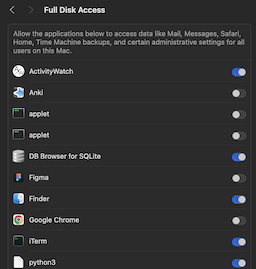 Full Disk Access
Allow the applications below to access data like Mail, Messages, Safari,
Home, Time Machine backups, and certain administrative settings for all
users on this Mac.
ActivityWatch
Anki
applet
applet
DB Browser for SQLite
Figma
Finder
Google Chrome
iTerm
python3